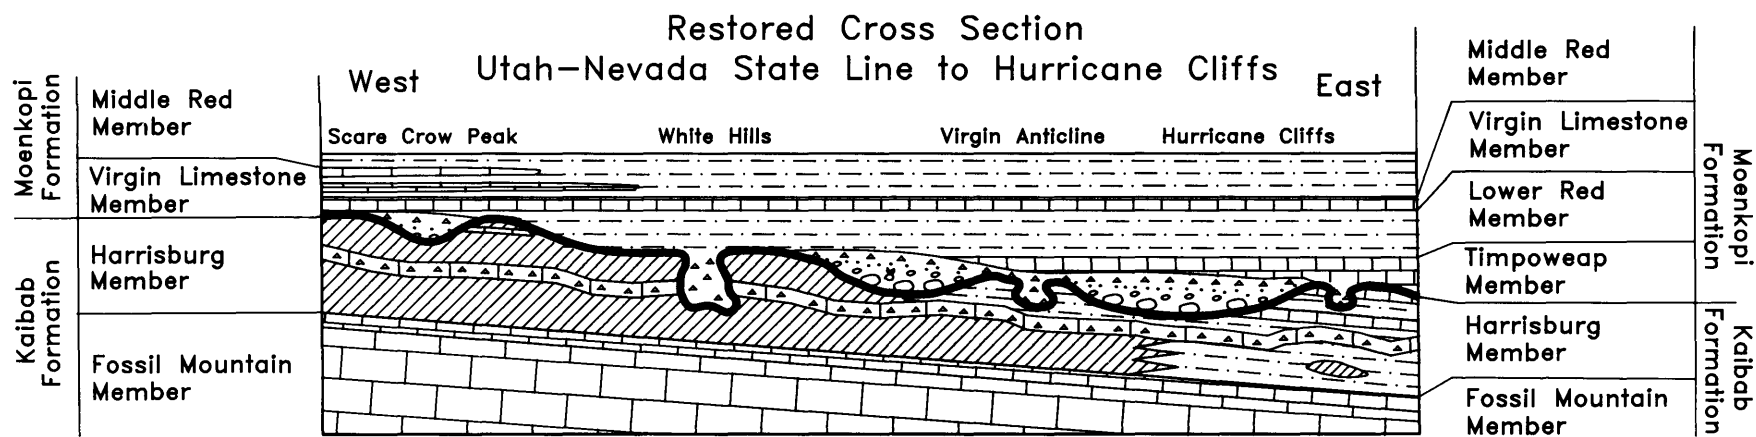 Restored Cross Section
Utah-Nevada State Line to Hurricane Cliffs
West
East
Scare Crow Peak
White Hills
Virgin Anticline
Hurricane Cliffs
Moenkopi
Formation
Middle Red
Member
Virgin Limestone
Member
Kaibab
Formation
Harrisburg
Member
Fossil Mountain
Member
Middle Red
Member
Virgin Limestone
Member
Lower Red
Member
Timpoweap
Member
Moenkopi
Formation
Harrisburg
Member
Fossil Mountain
Member
Kaibab
Formation